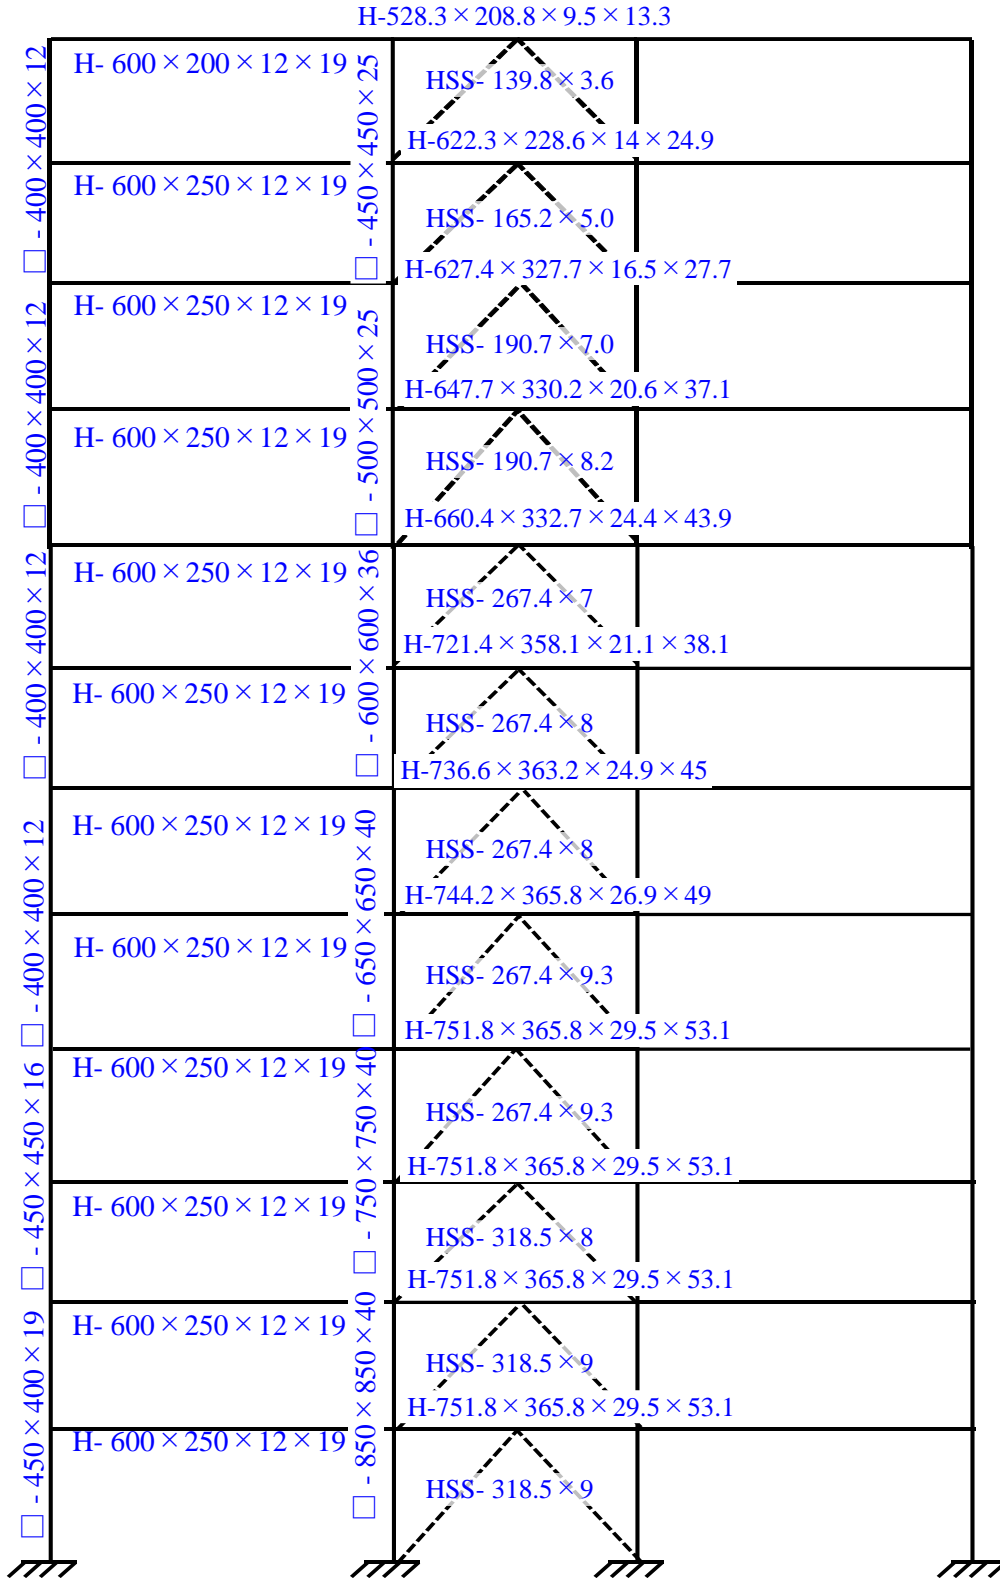 H-528.3×208.8×9.5×13.3
H- 600×200×12×19
HSS- 139.8×3.6
H-622.3×228.6×14×24.9
□ - 400×400×12
□ - 450×450×25
H- 600×250×12×19
HSS- 165.2×5.0
H-627.4×327.7×16.5×27.7
H- 600×250×12×19
HSS- 190.7×7.0
H-647.7×330.2×20.6×37.1
□ - 400×400×12
□ - 500×500×25
H- 600×250×12×19
HSS- 190.7×8.2
H-660.4×332.7×24.4×43.9
H- 600×250×12×19
HSS- 267.4×7
H-721.4×358.1×21.1×38.1
□ - 400×400×12
□ - 600×600×36
H- 600×250×12×19
HSS- 267.4×8
H-736.6×363.2×24.9×45
H- 600×250×12×19
HSS- 267.4×8
H-744.2×365.8×26.9×49
□ - 400×400×12
□ - 650×650×40
H- 600×250×12×19
HSS- 267.4×9.3
H-751.8×365.8×29.5×53.1
H- 600×250×12×19
HSS- 267.4×9.3
H-751.8×365.8×29.5×53.1
□ - 450×450×16
□ - 750×750×40
H- 600×250×12×19
HSS- 318.5×8
H-751.8×365.8×29.5×53.1
H- 600×250×12×19
HSS- 318.5×9
H-751.8×365.8×29.5×53.1
□ - 450×400×19
□ - 850×850×40
H- 600×250×12×19
HSS- 318.5×9